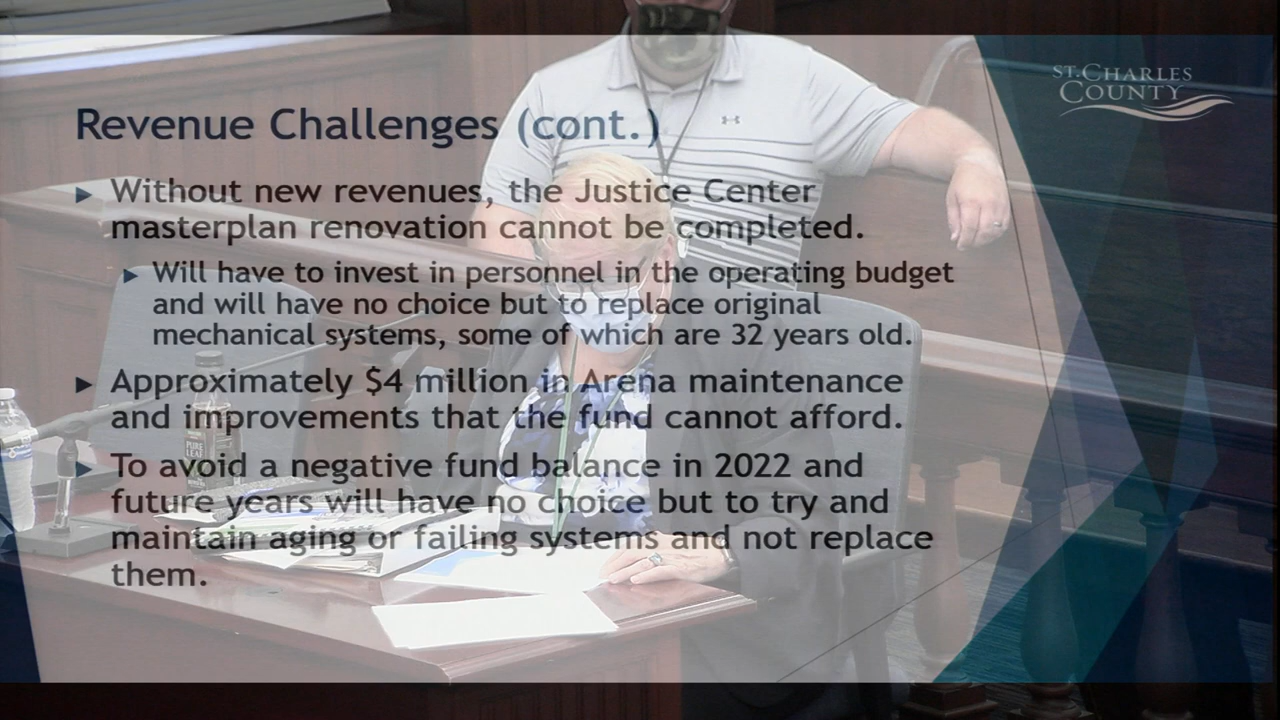 ST. CHARLES
COUNTY
Revenue Challenges (cont.)
Without new revenues, the Justice Center
masterplan renovation cannot be completed.
Will have to invest in personnel in the operating budget
and will have no choice but to replace original
mechanical systems, some of which are 32 years old.
Approximately $4 million in Arena maintenance
and improvements that the fund cannot afford.
To avoid a negative fund balance in 2022 and
future years will have no choice but to try and
maintain aging or failing systems and not replace
them.
PURE
LEAF